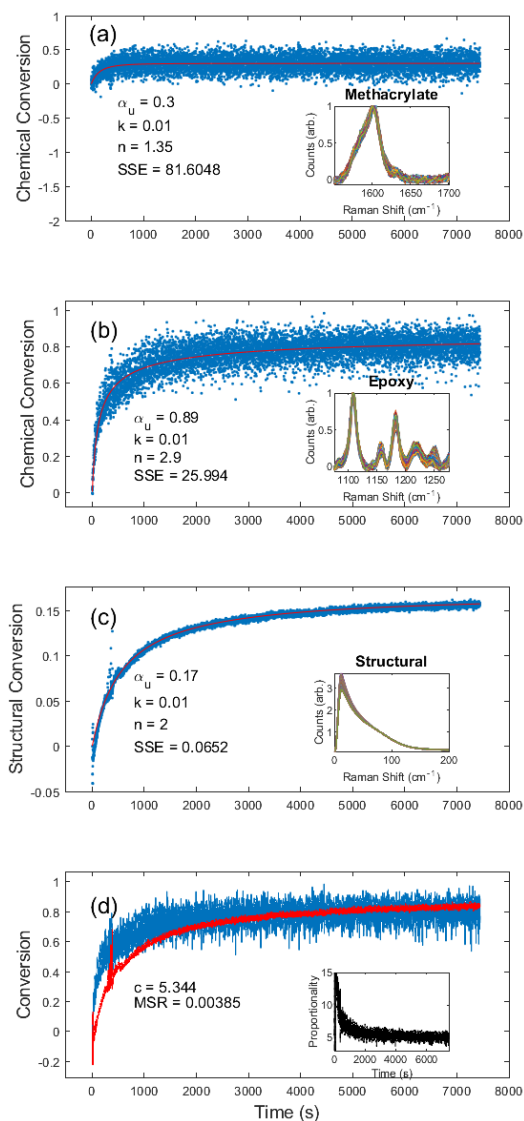 (a)
1
0.5
0
-0.5
-1
-1.5
-2
Chemical Conversion
α_u = 0.3
k = 0.01
n = 1.35
SSE = 81.6048
Methacrylate
Counts (arb.)
1
0.5
0
1600 1650 1700
Raman Shift (cm⁻¹)
0 1000 2000 3000 4000 5000 6000 7000 8000
(b)
1
0.8
0.6
0.4
0.2
0
Chemical Conversion
α_u = 0.89
k = 0.01
n = 2.9
SSE = 25.994
Epoxy
Counts (arb.)
1
0.5
0
1100 1150 1200 1250
Raman Shift (cm⁻¹)
0 1000 2000 3000 4000 5000 6000 7000 8000
(c)
0.15
0.1
0.05
0
-0.05
Structural Conversion
α_u = 0.17
k = 0.01
n = 2
SSE = 0.0652
Structural
Counts (arb.)
3
2
1
0
0 100 200
Raman Shift (cm⁻¹)
0 1000 2000 3000 4000 5000 6000 7000 8000
(d)
1
0.8
0.6
0.4
0.2
0
-0.2
Conversion
c = 5.344
MSR = 0.00385
Proportionality
15
10
5
0 2000 4000 6000
Time (s)
0 1000 2000 3000 4000 5000 6000 7000 8000
Time (s)